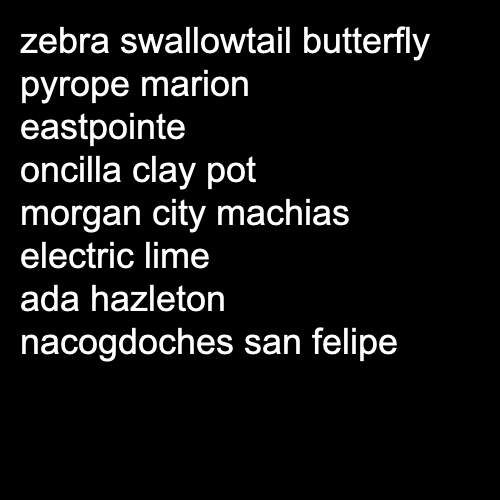 zebra swallowtail butterfly
pyrope marion
eastpointe
oncilla clay pot
morgan city machias
electric lime
ada hazleton
nacogdoches san felipe